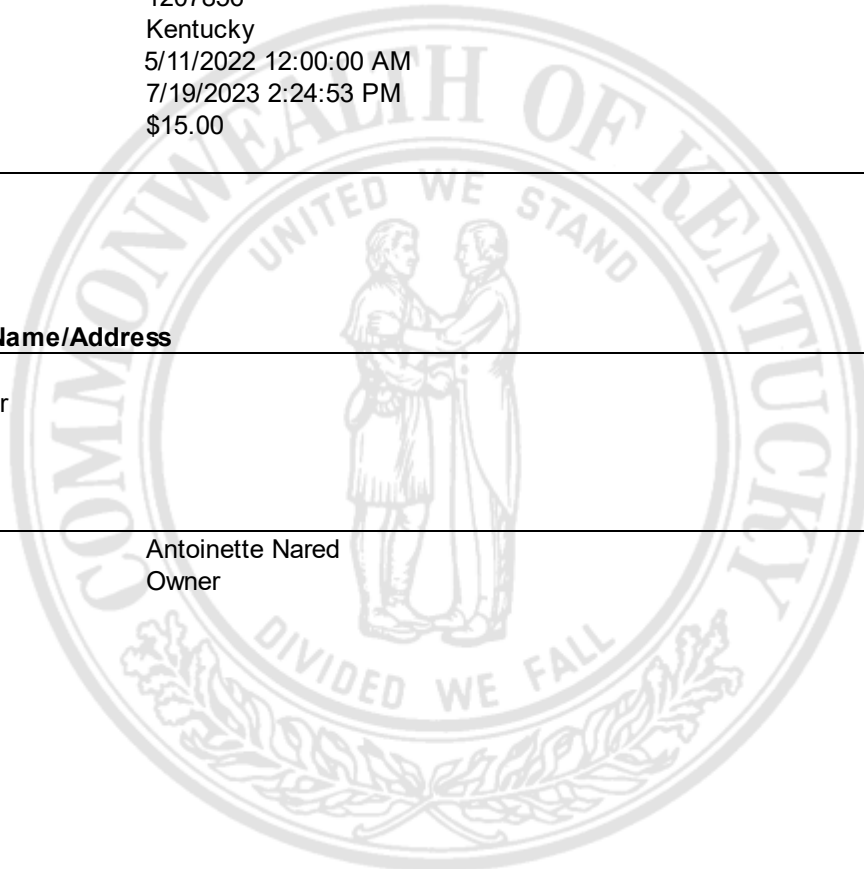 Kentucky
5/11/2022 12:00:00 AM
7/19/2023 2:24:53 PM
$15.00
COMMONWEALTH OF KENTUCKY
UNITED WE STAND
Name/Address
r
Antoinette Nared
Owner
DIVIDED WE FALL